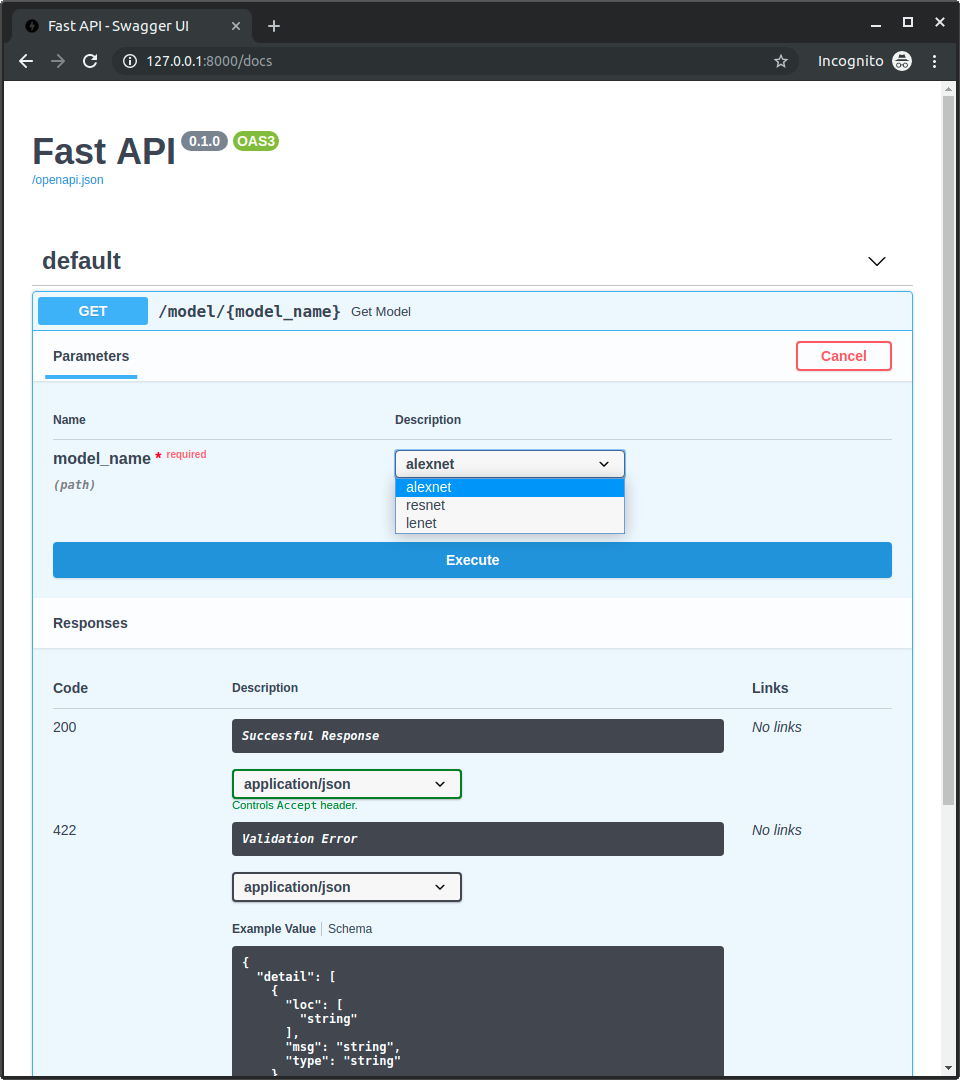 Fast API - Swagger UI
127.0.0.1:8000/docs
Incognito
Fast API 0.1.0 OAS3
/openapi.json
default
GET /model/{model_name} Get Model
Parameters
Cancel
Name Description
model_name * required
alexnet
(path)
alexnet
resnet
lenet
Execute
Responses
Code Description Links
200 Successful Response No links
application/json
Controls Accept header.
422 Validation Error No links
application/json
Example Value Schema
{
"detail": [
{
"loc": [
"string"
],
"msg": "string",
"type": "string"
}